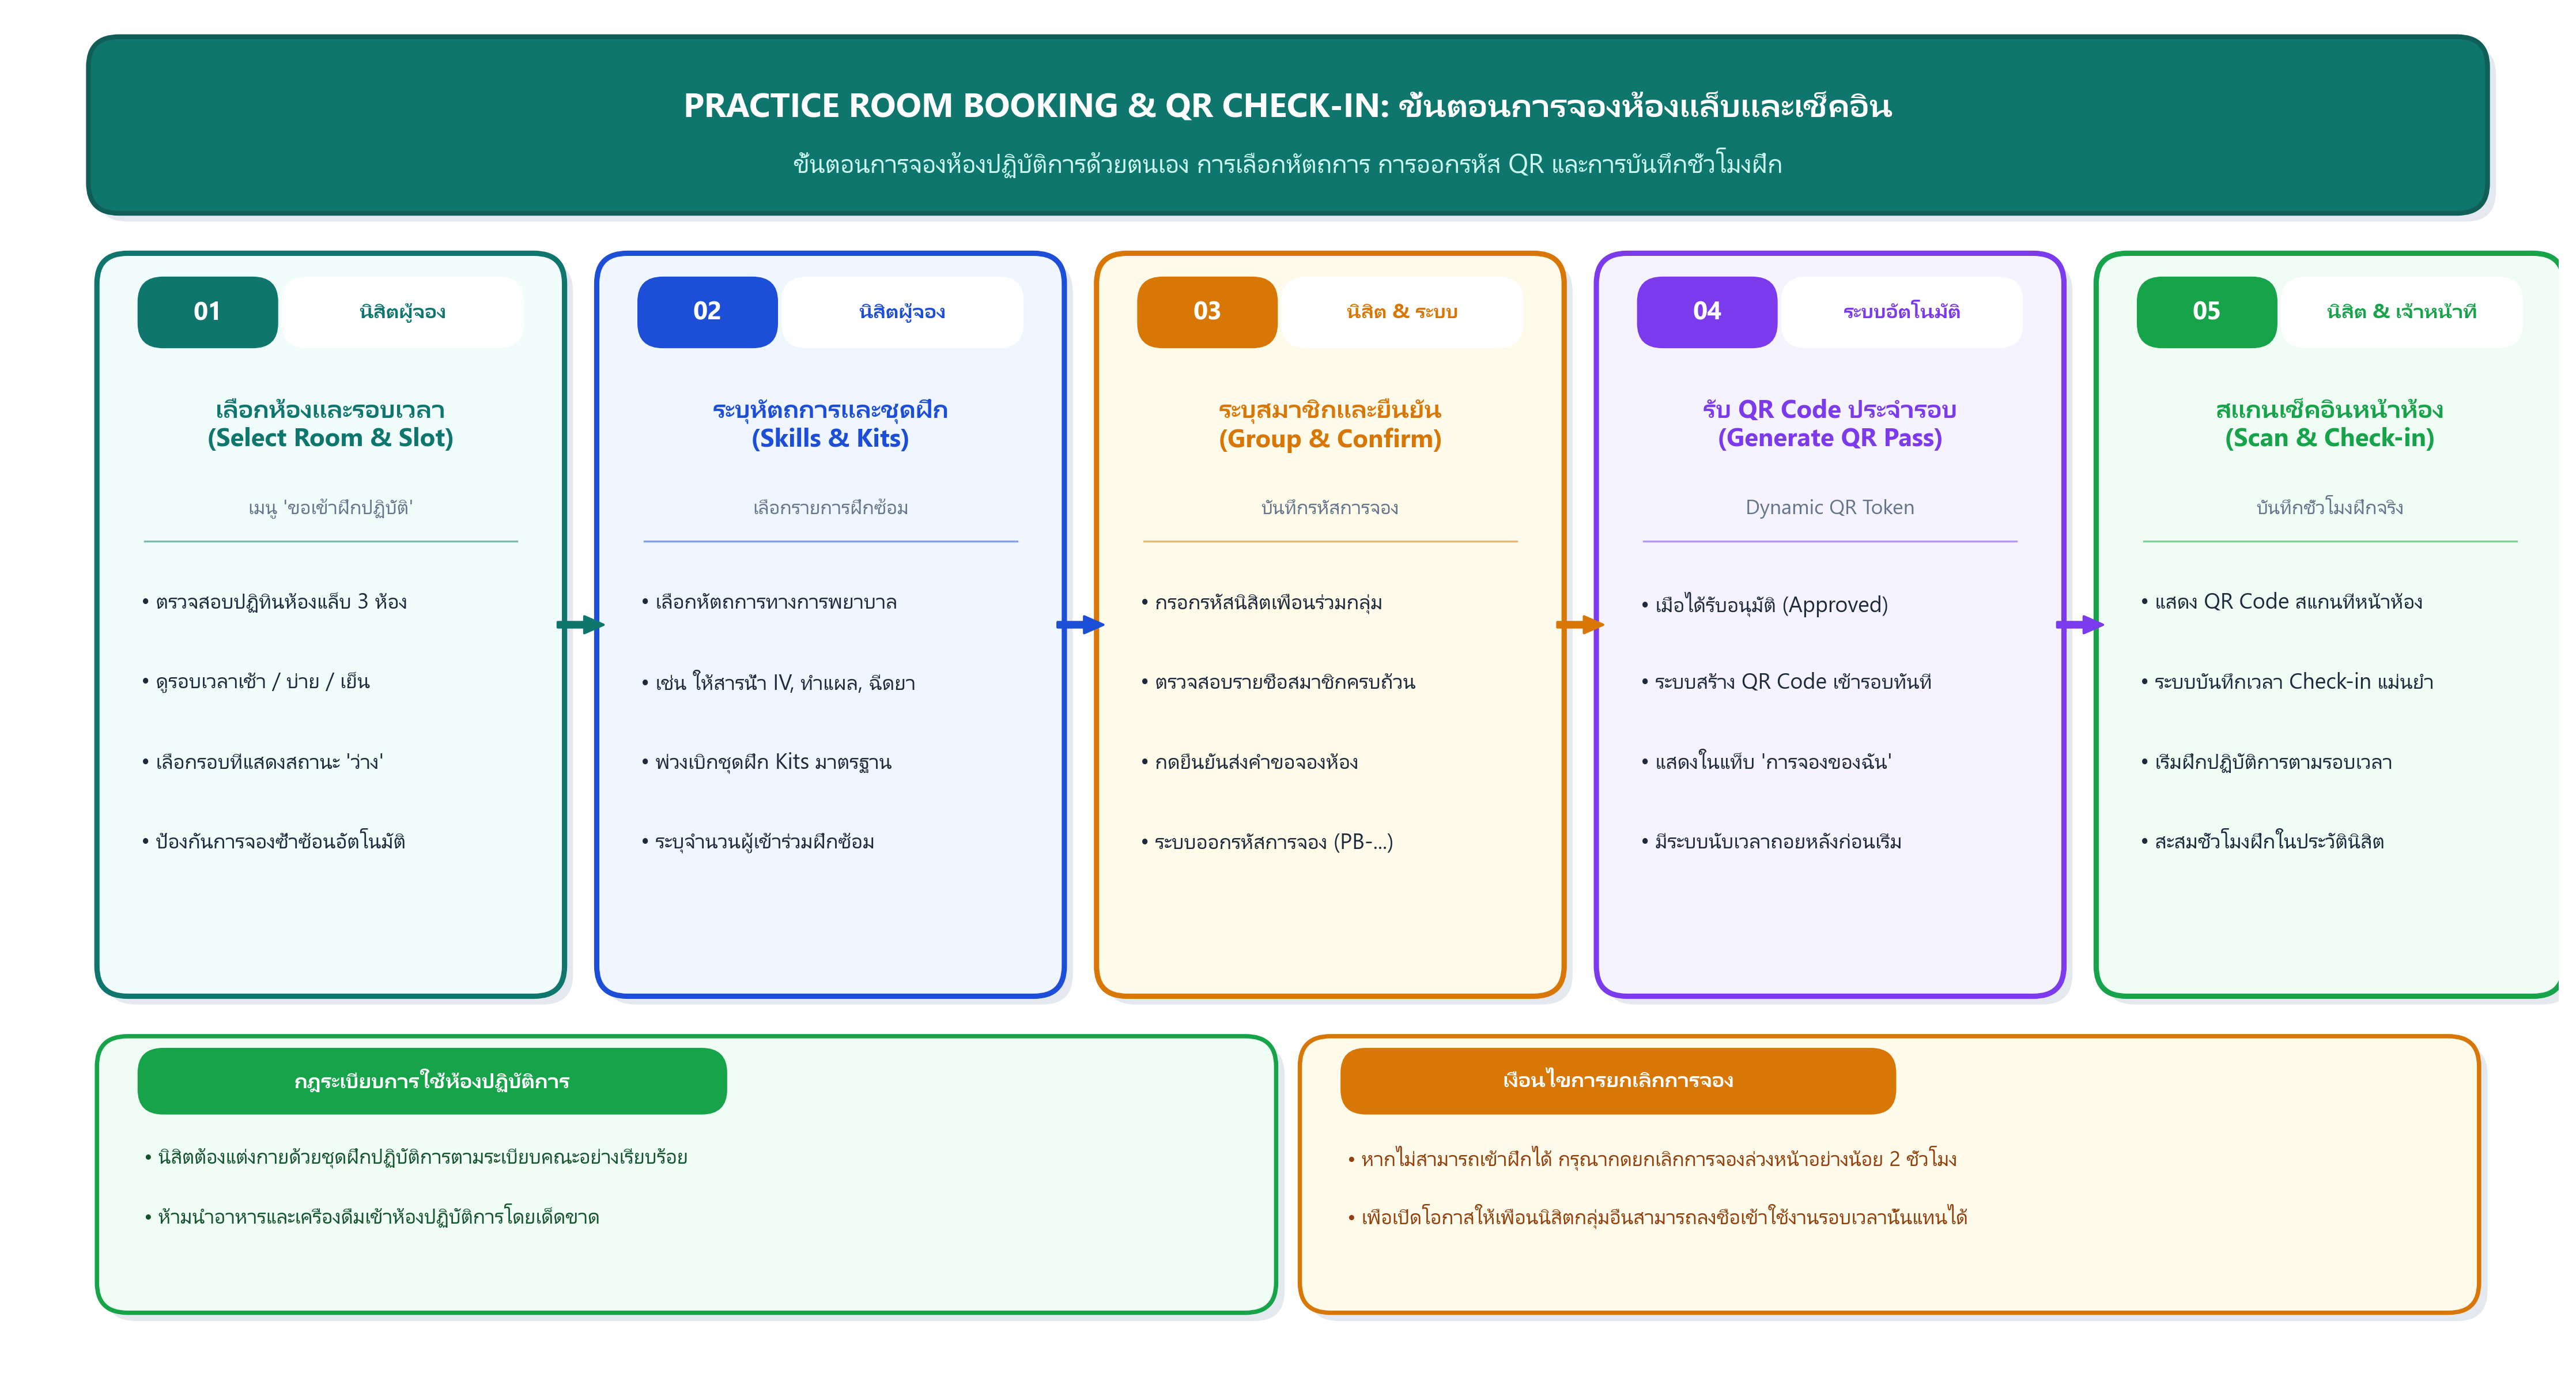 PRACTICE ROOM BOOKING & QR CHECK-IN: ขั้นตอนการจองห้องแล็บและเช็คอิน
ขั้นตอนการจองห้องปฏิบัติการด้วยตนเอง การเลือกหัตถการ การออกรหัส QR และการบันทึกชั่วโมงฝึก
01
นิสิตผู้จอง
เลือกห้องและรอบเวลา
(Select Room & Slot)
เมนู 'ขอเข้าฝึกปฏิบัติ'
• ตรวจสอบปฏิทินห้องแล็บ 3 ห้อง
• ดูรอบเวลาเช้า / บ่าย / เย็น
• เลือกรอบที่แสดงสถานะ 'ว่าง'
• ป้องกันการจองซ้ำซ้อนอัตโนมัติ
02
นิสิตผู้จอง
ระบุหัตถการและชุดฝึก
(Skills & Kits)
เลือกรายการฝึกซ้อม
• เลือกหัตถการทางการพยาบาล
• เช่น ให้สารน้ำ IV, ทำแผล, ฉีดยา
• พ่วงเบิกชุดฝึก Kits มาตรฐาน
• ระบุจำนวนผู้เข้าร่วมฝึกซ้อม
03
นิสิต & ระบบ
ระบุสมาชิกและยืนยัน
(Group & Confirm)
บันทึกรหัสการจอง
• กรอกรหัสนิสิตเพื่อนร่วมกลุ่ม
• ตรวจสอบรายชื่อสมาชิกครบถ้วน
• กดยืนยันส่งคำขอจองห้อง
• ระบบออกรหัสการจอง (PB-...)
04
ระบบอัตโนมัติ
รับ QR Code ประจำรอบ
(Generate QR Pass)
Dynamic QR Token
• เมื่อได้รับอนุมัติ (Approved)
• ระบบสร้าง QR Code เข้ารอบทันที
• แสดงในแท็บ 'การจองของฉัน'
• มีระบบนับเวลาถอยหลังก่อนเริ่ม
05
นิสิต & เจ้าหน้าที่
สแกนเช็คอินหน้าห้อง
(Scan & Check-in)
บันทึกชั่วโมงฝึกจริง
• แสดง QR Code สแกนที่หน้าห้อง
• ระบบบันทึกเวลา Check-in แม่นยำ
• เริ่มฝึกปฏิบัติการตามรอบเวลา
• สะสมชั่วโมงฝึกในประวัตินิสิต
กฎระเบียบการใช้ห้องปฏิบัติการ
• นิสิตต้องแต่งกายด้วยชุดฝึกปฏิบัติการตามระเบียบคณะอย่างเรียบร้อย
• ห้ามนำอาหารและเครื่องดื่มเข้าห้องปฏิบัติการโดยเด็ดขาด
เงื่อนไขการยกเลิกการจอง
• หากไม่สามารถเข้าฝึกได้ กรุณากดยกเลิกการจองล่วงหน้าอย่างน้อย 2 ชั่วโมง
• เพื่อเปิดโอกาสให้เพื่อนนิสิตกลุ่มอื่นสามารถลงชื่อเข้าใช้งานรอบเวลานั้นแทนได้